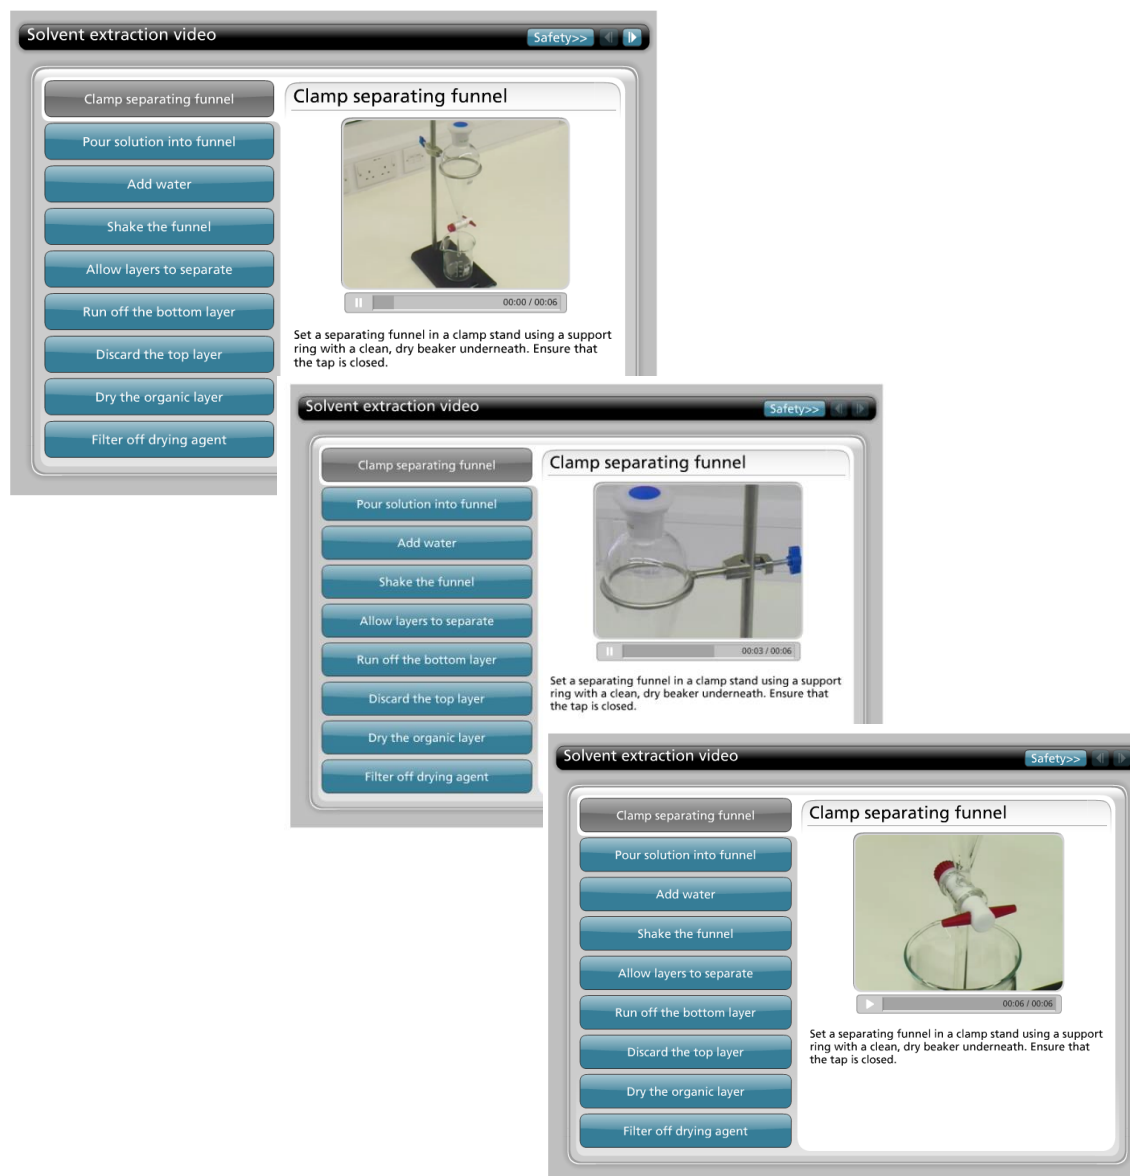 Solvent extraction video
Safety>>
Clamp separating funnel
Pour solution into funnel
Add water
Shake the funnel
Allow layers to separate
Run off the bottom layer
Discard the top layer
Dry the organic layer
Filter off drying agent
Clamp separating funnel
00:00 / 00:06
Set a separating funnel in a clamp stand using a support
ring with a clean, dry beaker underneath. Ensure that
the tap is closed.
Solvent extraction video
Safety>>
Clamp separating funnel
Pour solution into funnel
Add water
Shake the funnel
Allow layers to separate
Run off the bottom layer
Discard the top layer
Dry the organic layer
Filter off drying agent
Clamp separating funnel
00:03 / 00:06
Set a separating funnel in a clamp stand using a support
ring with a clean, dry beaker underneath. Ensure that
the tap is closed.
Solvent extraction video
Safety>>
Clamp separating funnel
Pour solution into funnel
Add water
Shake the funnel
Allow layers to separate
Run off the bottom layer
Discard the top layer
Dry the organic layer
Filter off drying agent
Clamp separating funnel
00:06 / 00:06
Set a separating funnel in a clamp stand using a support
ring with a clean, dry beaker underneath. Ensure that
the tap is closed.